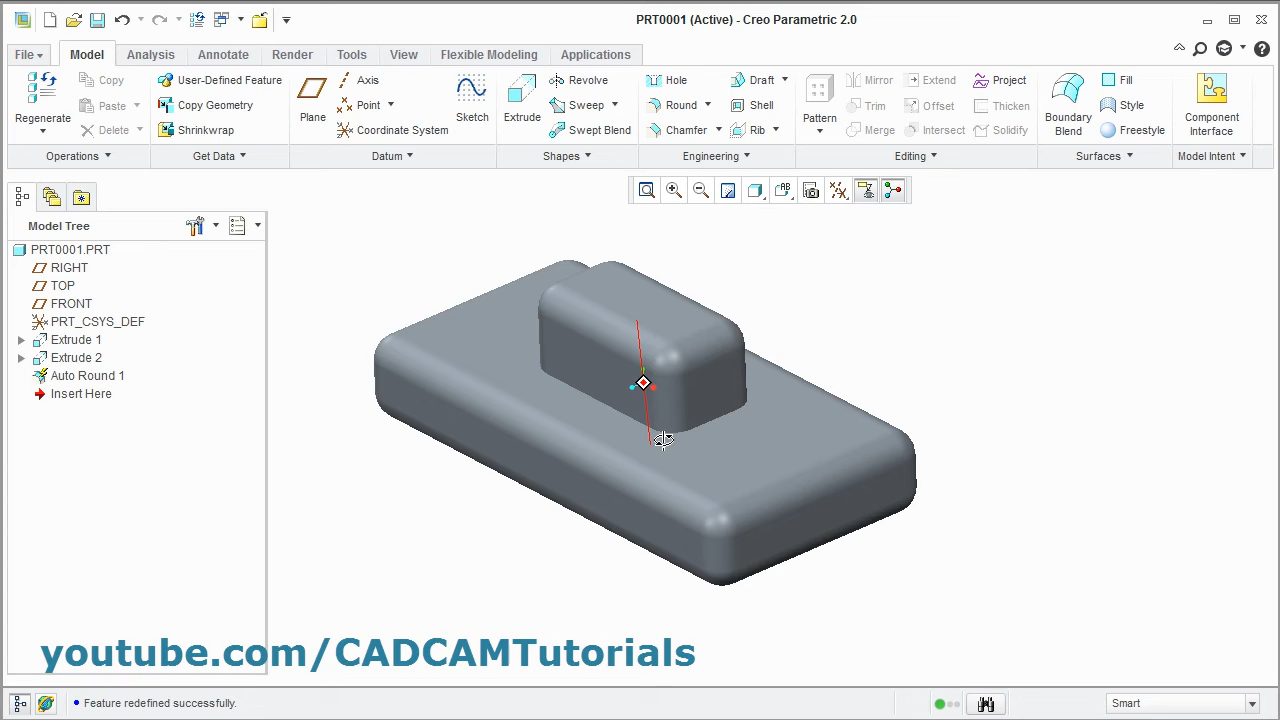 PRT0001 (Active) - Creo Parametric 2.0
File Model Analysis Annotate Render Tools View Flexible Modeling Applications
Regenerate
Copy
Paste
Delete
Operations
User-Defined Feature
Copy Geometry
Shrinkwrap
Get Data
Plane
Axis
Point
Coordinate System
Sketch
Datum
Extrude
Revolve
Sweep
Swept Blend
Shapes
Hole
Round
Chamfer
Draft
Shell
Rib
Engineering
Pattern
Mirror
Trim
Merge
Extend
Offset
Intersect
Project
Thicken
Solidify
Editing
Boundary
Blend
Fill
Style
Freestyle
Surfaces
Component
Interface
Model Intent
Model Tree
PRT0001.PRT
RIGHT
TOP
FRONT
PRT_CSYS_DEF
Extrude 1
Extrude 2
Auto Round 1
Insert Here
youtube.com/CADCAMTutorials
Feature redefined successfully.
Smart